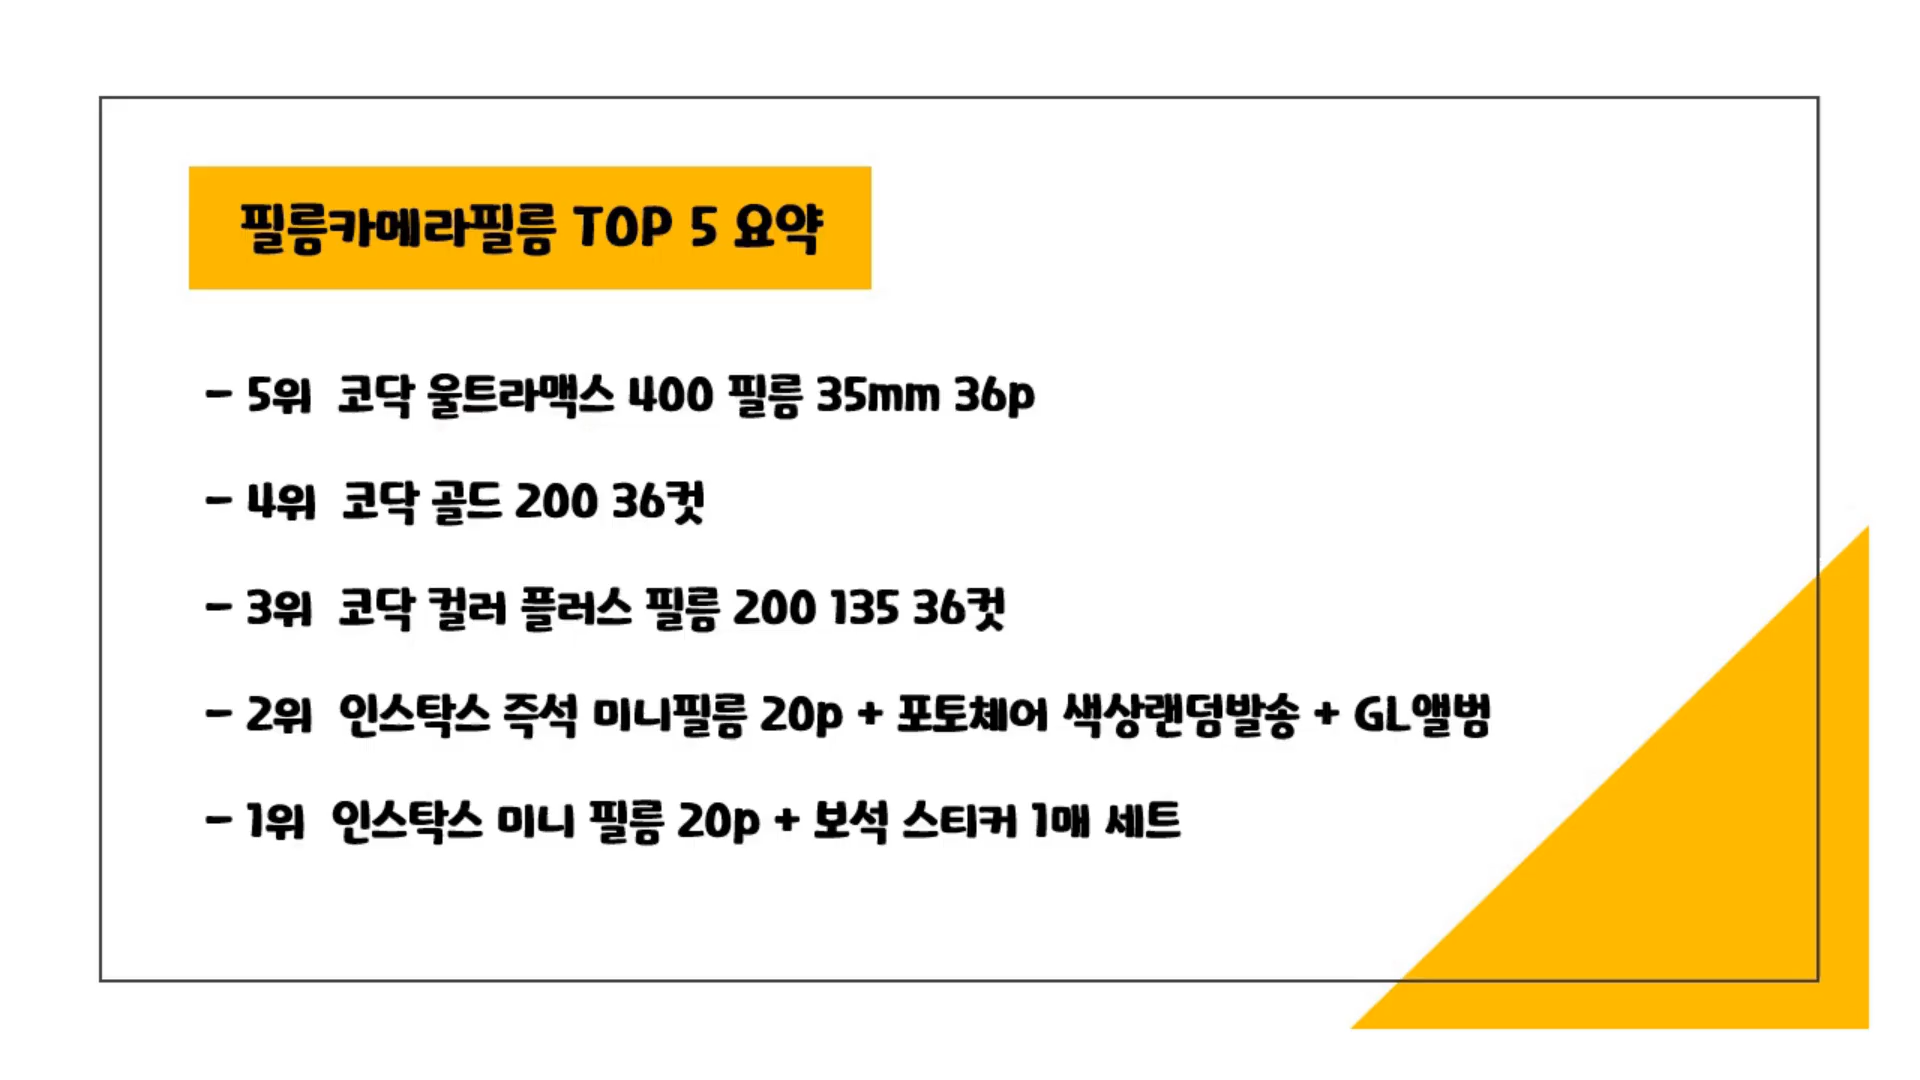 필름카메라필름 TOP 5 요약
- 5위 코닥 울트라맥스 400 필름 35mm 36p
- 4위 코닥 골드 200 36컷
- 3위 코닥 컬러 플러스 필름 200 135 36컷
- 2위 인스탁스 즉석 미니필름 20p + 포토체어 색상랜덤발송 + GL앨범
- 1위 인스탁스 미니 필름 20p + 보석 스티커 1매 세트